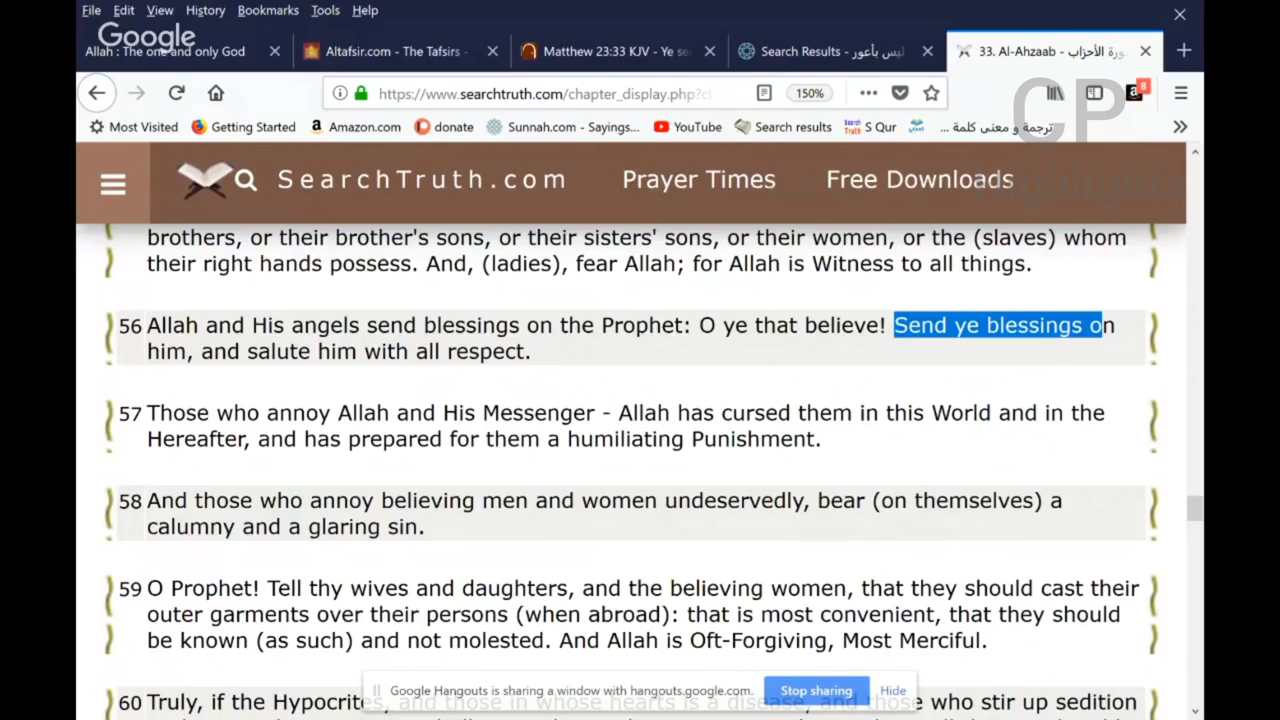 File Edit View History Bookmarks Tools Help
Google
Allah : The one and only God
Altafsir.com - The Tafsirs -
Matthew 23:33 KJV - Ye se
Search Results - ليس بأعور
33. Al-Ahzaab - ورة الأحزاب
https://www.searchtruth.com/chapter_display.php?c
150%
8
CP
Most Visited Getting Started Amazon.com donate Sunnah.com - Sayings... YouTube Search results S Qur ترجمة و معنى كلمة ...
Highlights
SearchTruth.com Prayer Times Free Downloads
brothers, or their brother's sons, or their sisters' sons, or their women, or the (slaves) whom
their right hands possess. And, (ladies), fear Allah; for Allah is Witness to all things.
56 Allah and His angels send blessings on the Prophet: O ye that believe! Send ye blessings on
him, and salute him with all respect.
57 Those who annoy Allah and His Messenger - Allah has cursed them in this World and in the
Hereafter, and has prepared for them a humiliating Punishment.
58 And those who annoy believing men and women undeservedly, bear (on themselves) a
calumny and a glaring sin.
59 O Prophet! Tell thy wives and daughters, and the believing women, that they should cast their
outer garments over their persons (when abroad): that is most convenient, that they should
be known (as such) and not molested. And Allah is Oft-Forgiving, Most Merciful.
Google Hangouts is sharing a window with hangouts.google.com. Stop sharing Hide
60 Truly, if the Hypocrites, and those in whose hearts is a disease, and those who stir up sedition